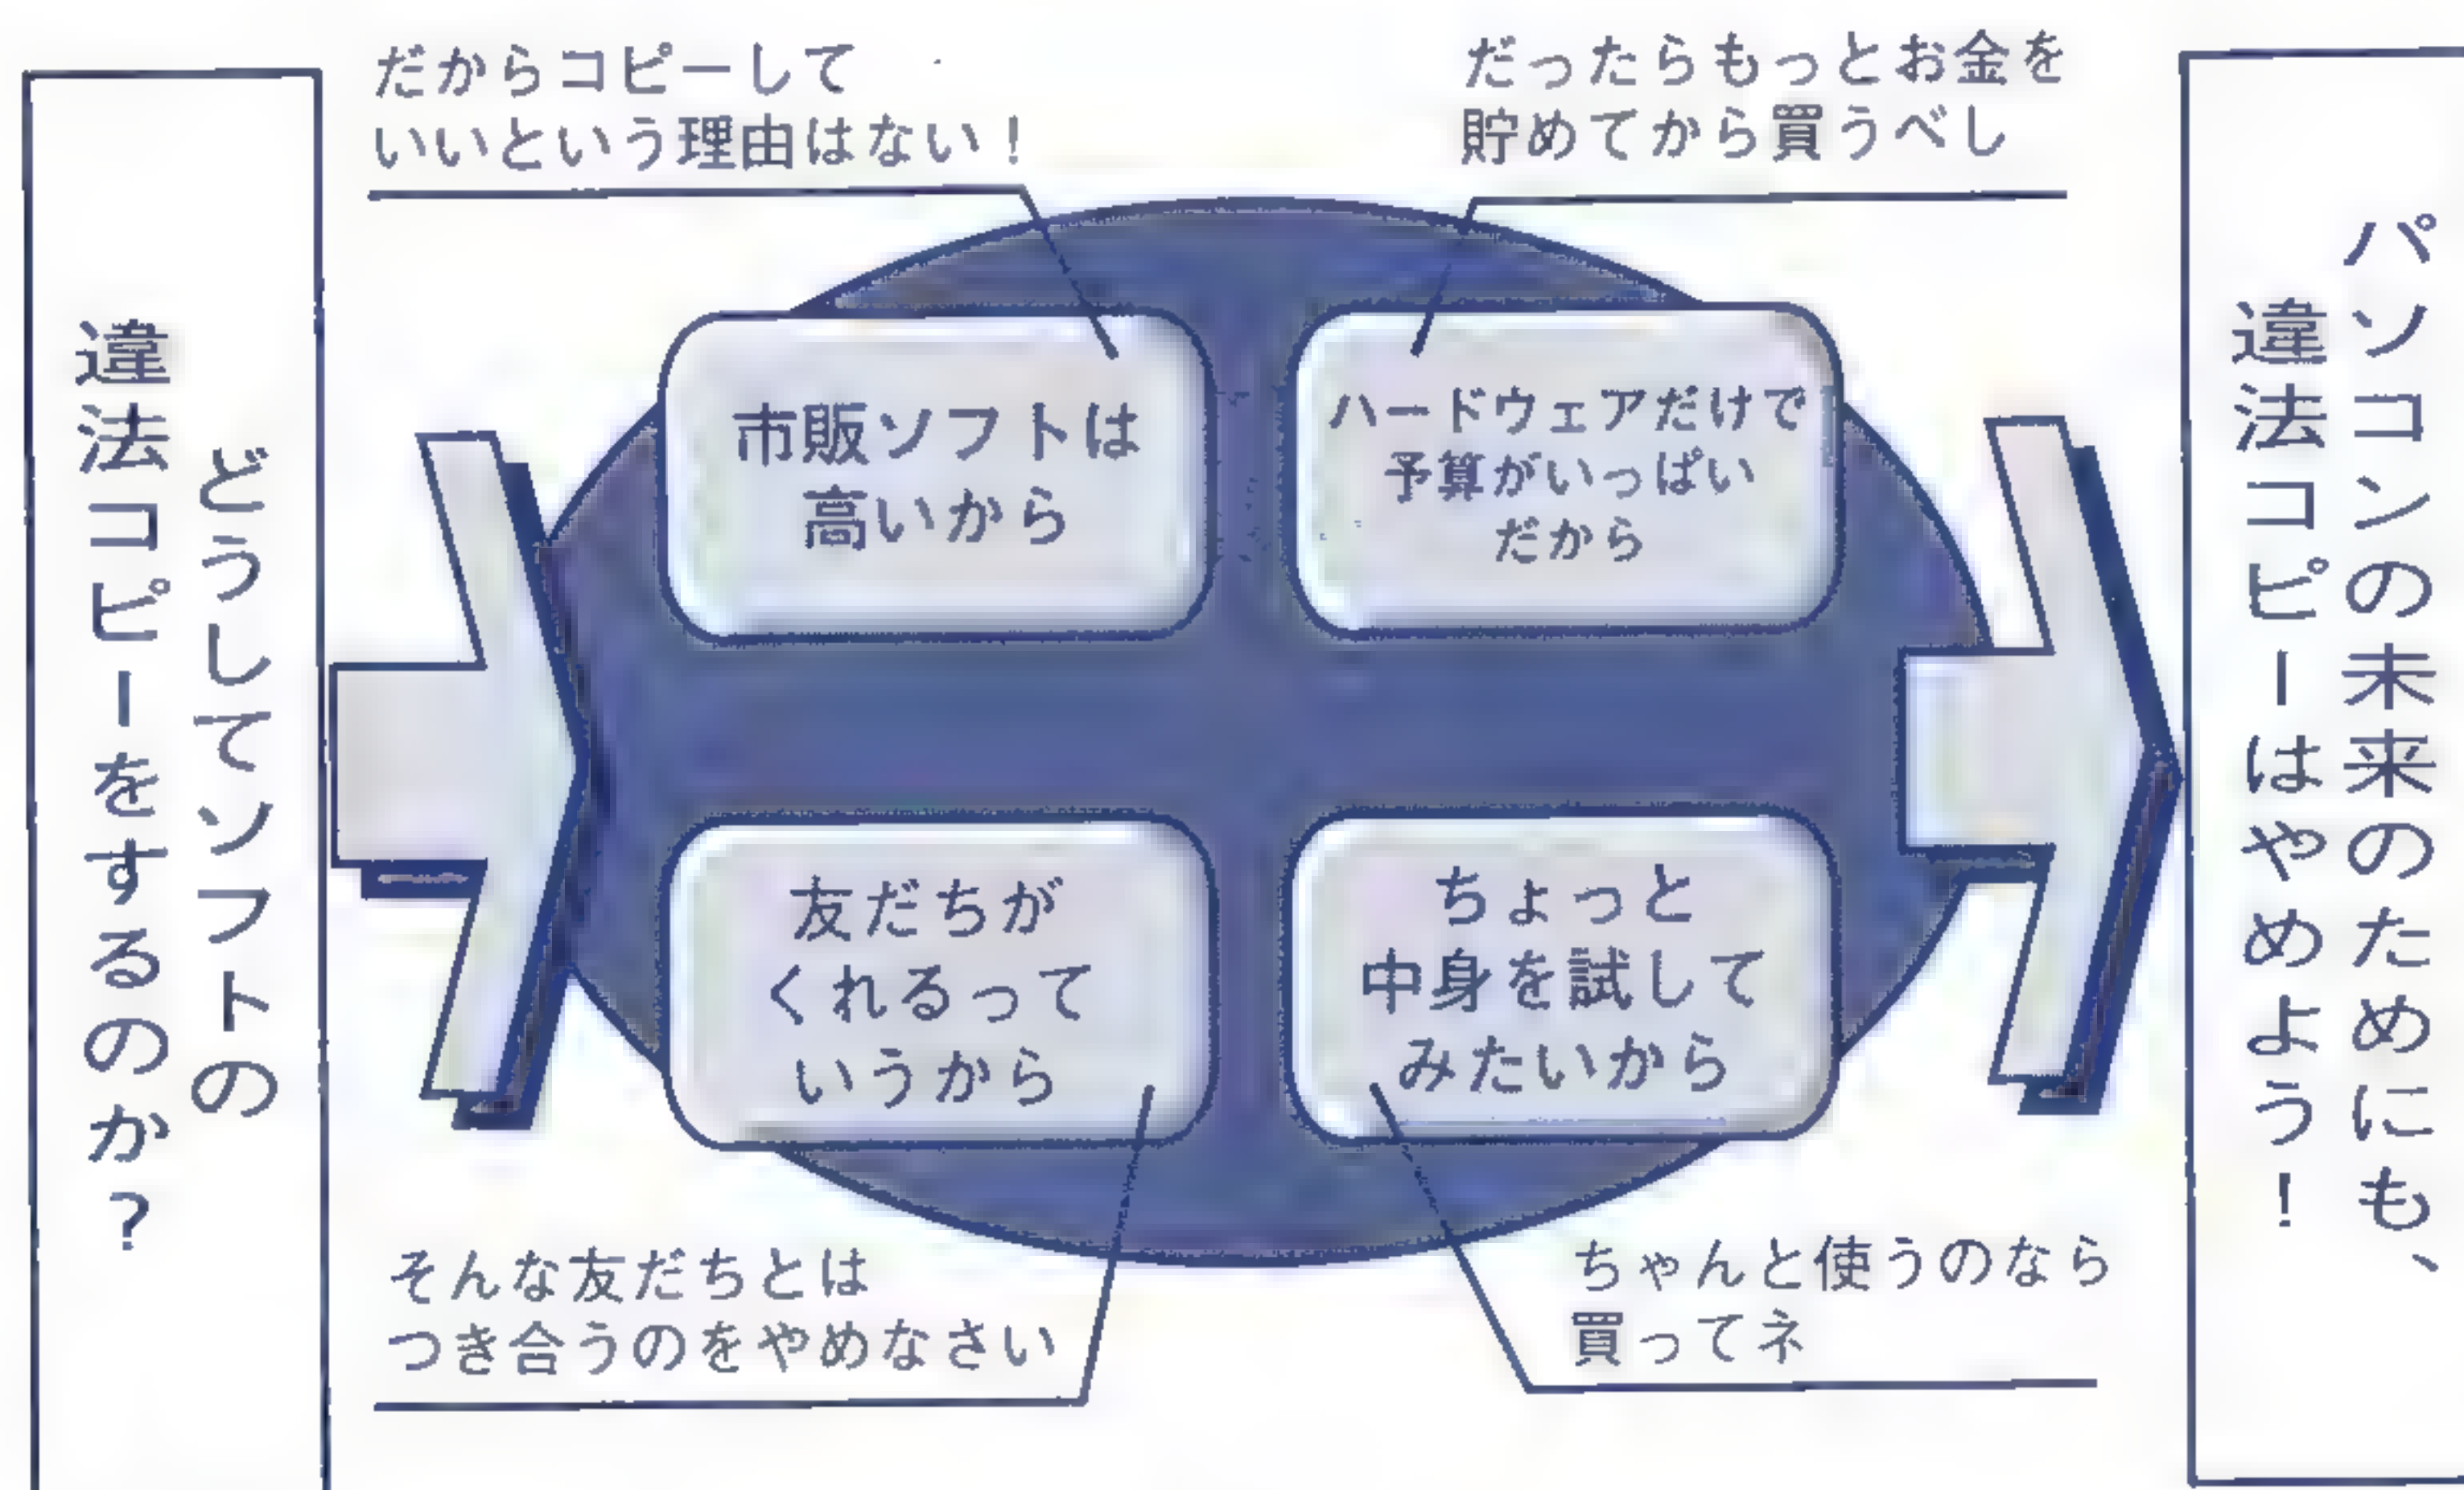 どうしてソフトの
違法コピーをするのか?
だからコピーして
いいという理由はない!
市販ソフトは
高いから
だったらもっとお金を
貯めてから買うべし
ハードウェアだけで
予算がいっぱい
だから
友だちが
くれるって
いうから
そんな友だちとは
つき合うのをやめなさい
ちょっと
中身を試して
みたいから
ちゃんと使うのなら
買ってネ
パソコンの未来のためにも、
違法コピーはやめよう!